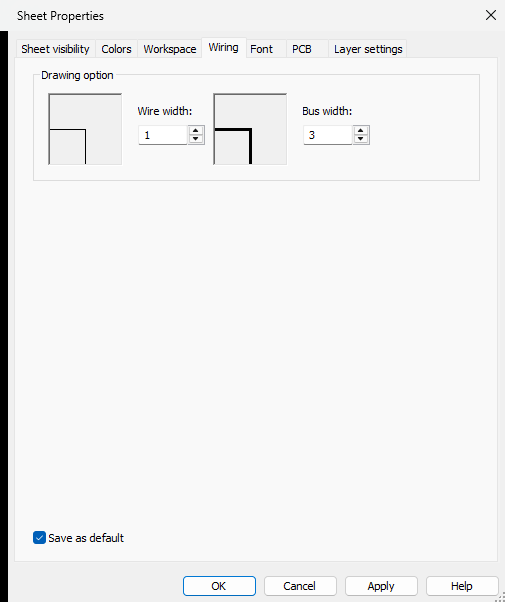 Sheet Properties
Sheet visibility Colors Workspace Wiring Font PCB Layer settings
Drawing option
Wire width: Bus width:
1 3
Save as default
OK Cancel Apply Help